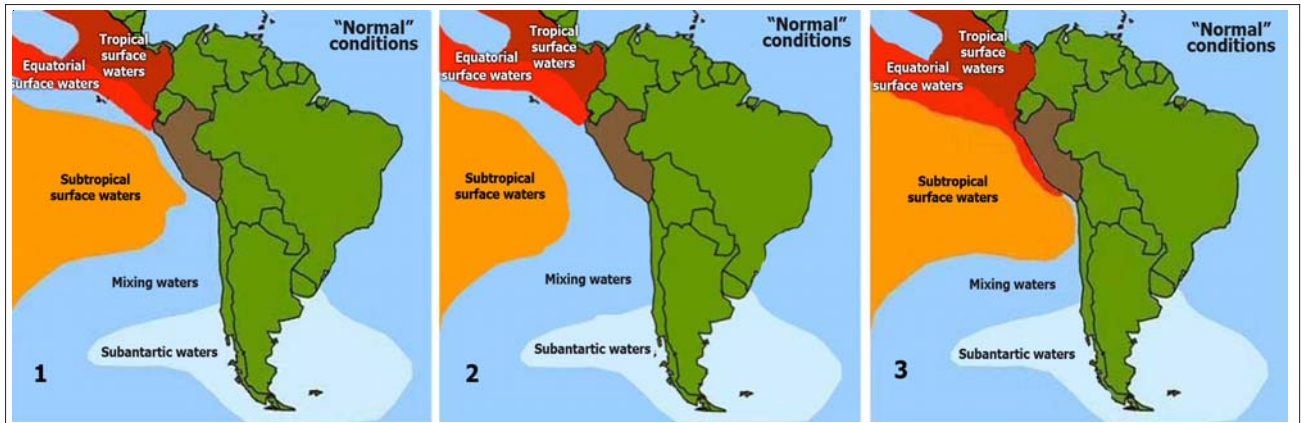 “Normal”
conditions
Tropical
surface
waters
Equatorial
surface waters
Subtropical
surface waters
Mixing waters
Subantartic waters
1
“Normal”
conditions
Tropical
surface
waters
Equatorial
surface waters
Subtropical
surface waters
Mixing waters
Subantartic waters
2
“Normal”
conditions
Tropical
surface
waters
Equatorial
surface waters
Subtropical
surface waters
Mixing waters
Subantartic waters
3